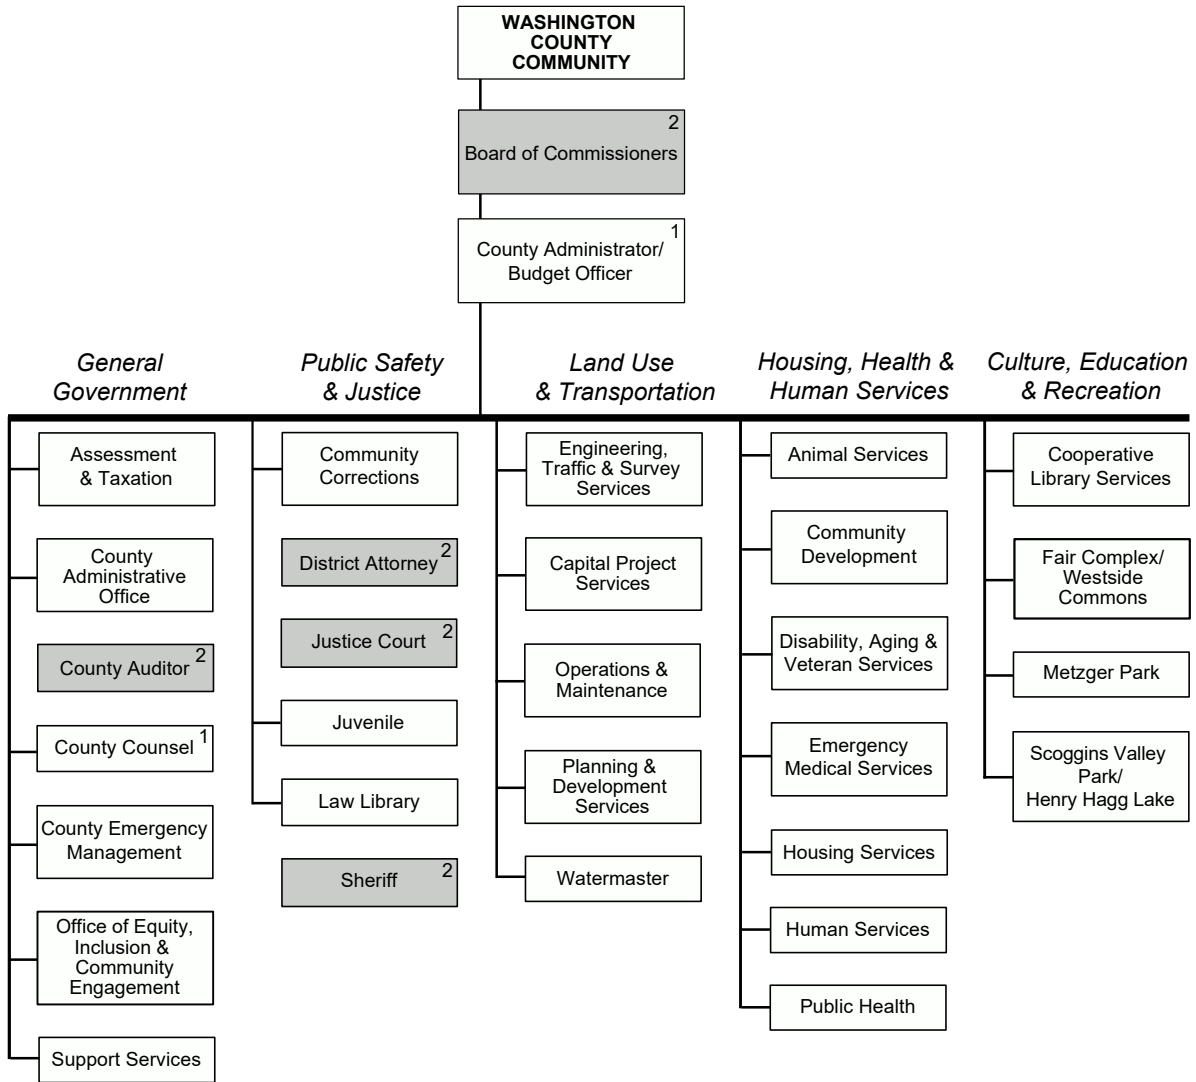 WASHINGTON
COUNTY
COMMUNITY
2
Board of Commissioners
1
County Administrator/
Budget Officer
General
Government
Public Safety
& Justice
Land Use
& Transportation
Housing, Health &
Human Services
Culture, Education
& Recreation
Assessment
& Taxation
County
Administrative
Office
County Auditor 2
County Counsel 1
County Emergency
Management
Office of Equity,
Inclusion &
Community
Engagement
Support Services
Community
Corrections
District Attorney 2
Justice Court 2
Juvenile
Law Library
Sheriff 2
Engineering,
Traffic & Survey
Services
Capital Project
Services
Operations &
Maintenance
Planning &
Development
Services
Watermaster
Animal Services
Community
Development
Disability, Aging &
Veteran Services
Emergency
Medical Services
Housing Services
Human Services
Public Health
Cooperative
Library Services
Fair Complex/
Westside
Commons
Metzger Park
Scoggins Valley
Park/
Henry Hagg Lake